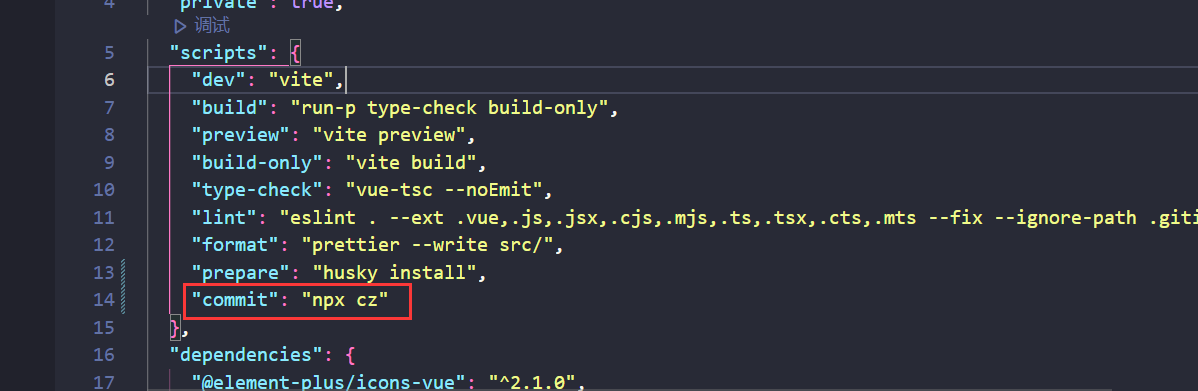 4 "private": true,
调试
5 "scripts": {
6 "dev": "vite",
7 "build": "run-p type-check build-only",
8 "preview": "vite preview",
9 "build-only": "vite build",
10 "type-check": "vue-tsc --noEmit",
11 "lint": "eslint . --ext .vue,.js,.jsx,.cjs,.mjs,.ts,.tsx,.cts,.mts --fix --ignore-path .giti
12 "format": "prettier --write src/",
13 "prepare": "husky install",
14 "commit": "npx cz"
15 },
16 "dependencies": {
17 "@element-plus/icons-vue": "^2.1.0",